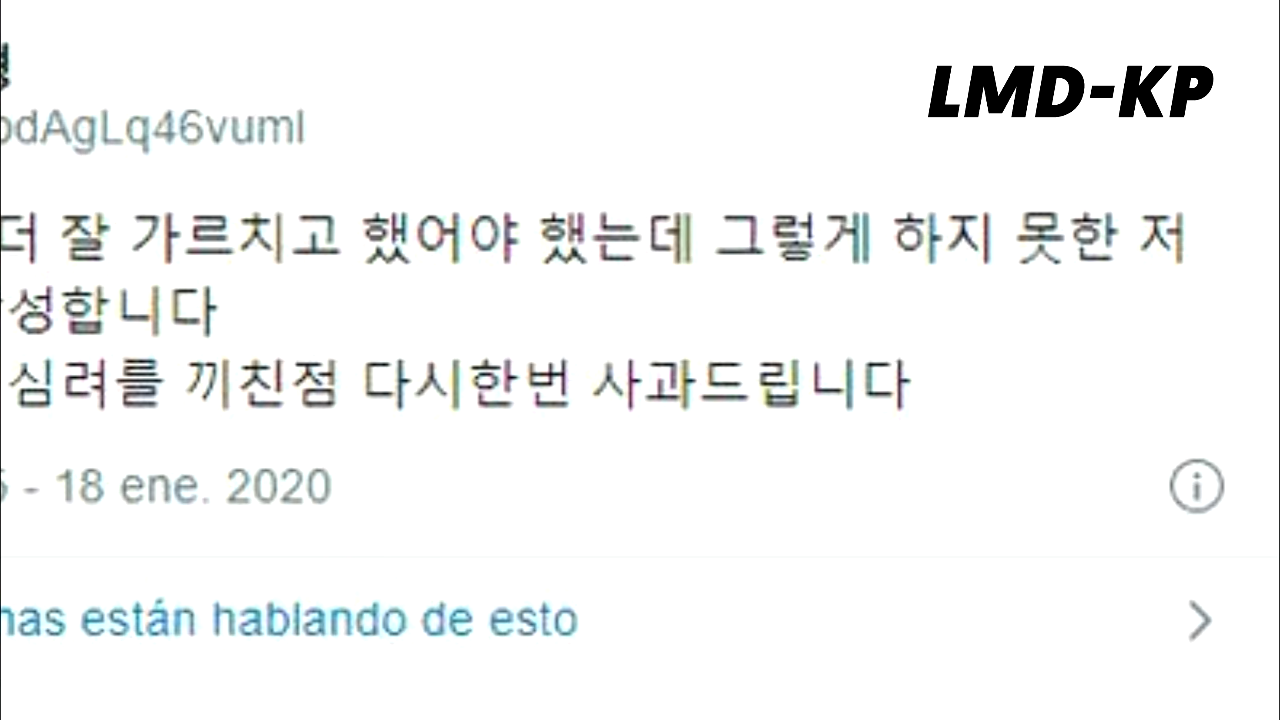 LMD-KP
odAgLq46vuml
더 잘 가르치고 했어야 했는데 그렇게 하지 못한 저
성합니다
심려를 끼친점 다시한번 사과드립니다
- 18 ene. 2020
nas están hablando de esto